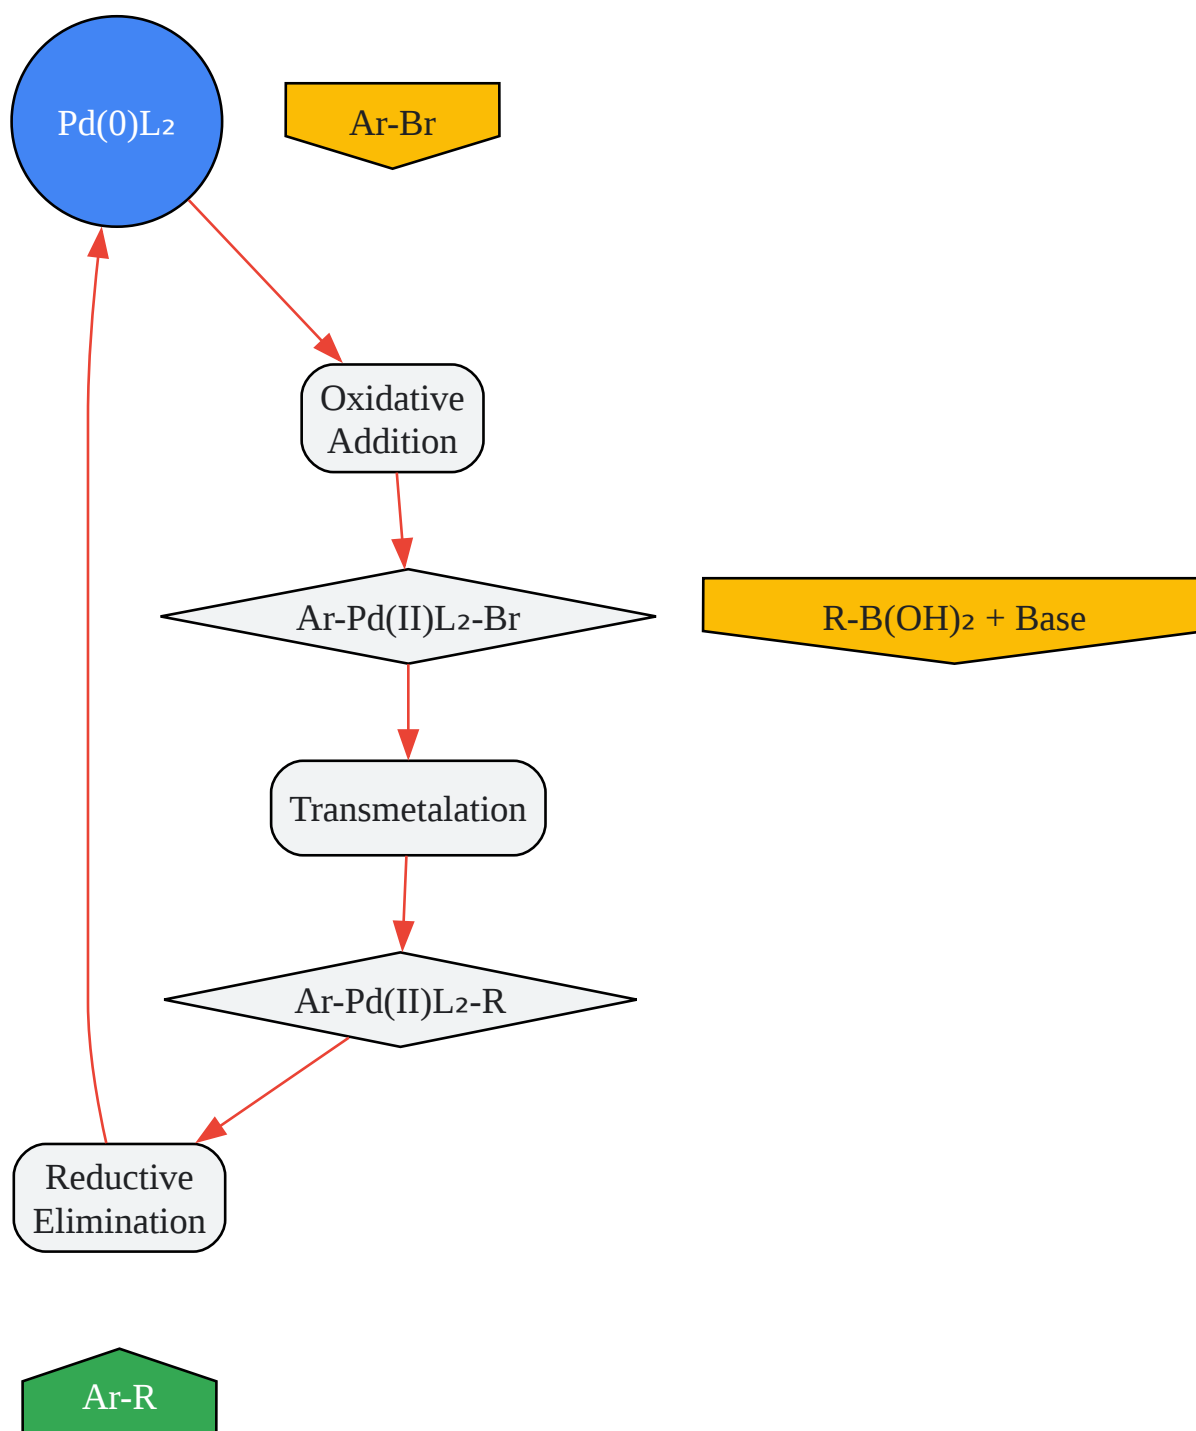 Pd(0)L₂
Ar-Br
Oxidative
Addition
Ar-Pd(II)L₂-Br
R-B(OH)₂ + Base
Transmetalation
Ar-Pd(II)L₂-R
Reductive
Elimination
Ar-R